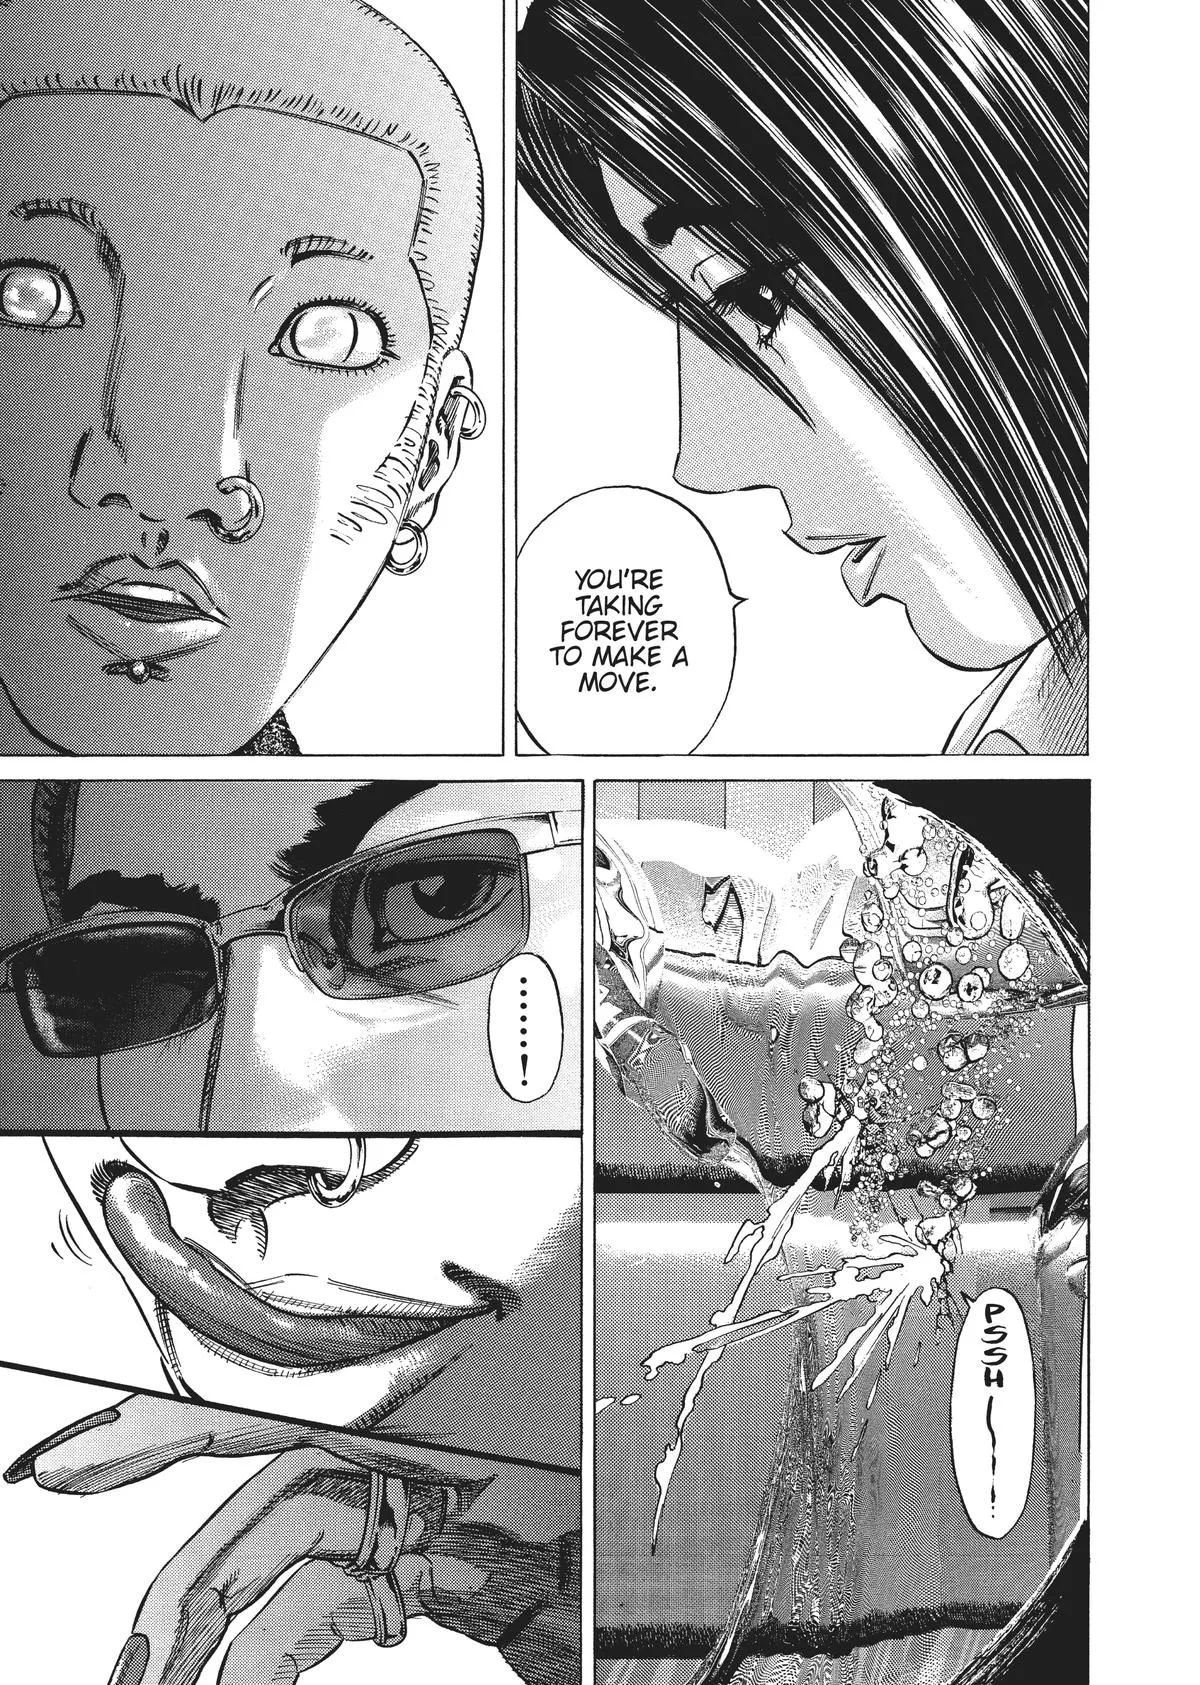 YOU'RE
TAKING
FOREVER
TO MAKE A
MOVE.
PSSH
......!